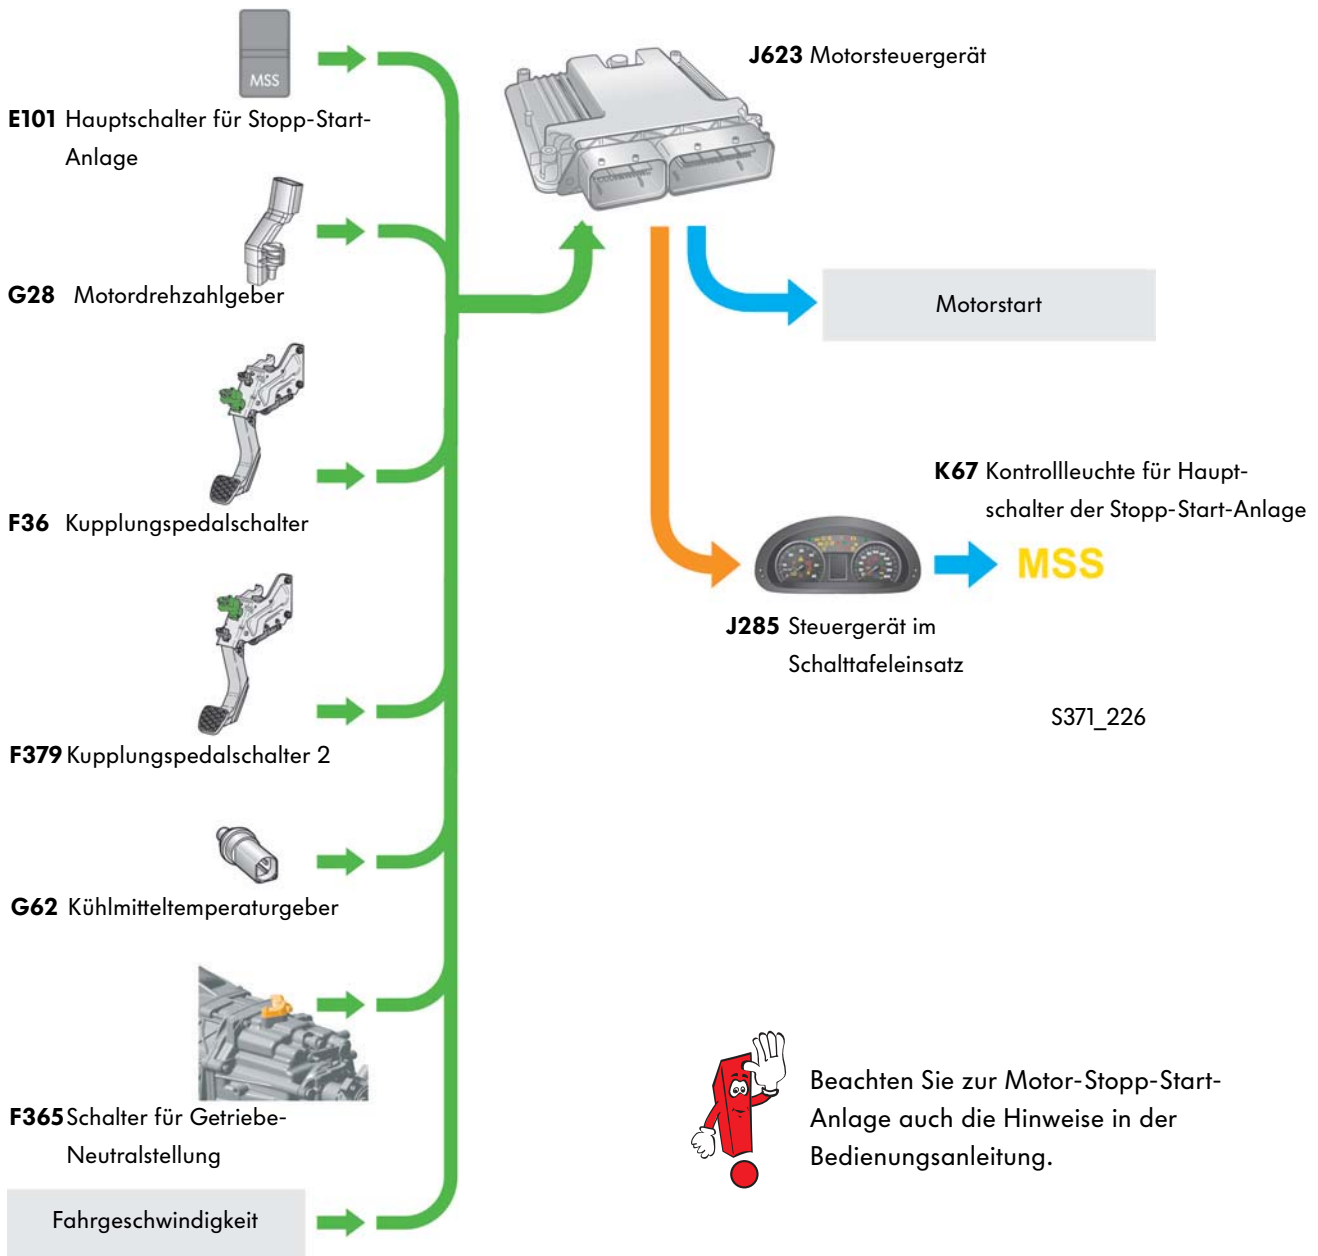 MSS
E101 Hauptschalter für Stopp-Start-
Anlage
G28 Motordrehzahlgeber
F36 Kupplungspedalschalter
F379 Kupplungspedalschalter 2
G62 Kühlmitteltemperaturgeber
F365 Schalter für Getriebe-
Neutralstellung
Fahrgeschwindigkeit
J623 Motorsteuergerät
Motorstart
K67 Kontrollleuchte für Haupt-
schalter der Stopp-Start-Anlage
MSS
J285 Steuergerät im
Schalttafeleinsatz
S371_226
Beachten Sie zur Motor-Stopp-Start-
Anlage auch die Hinweise in der
Bedienungsanleitung.